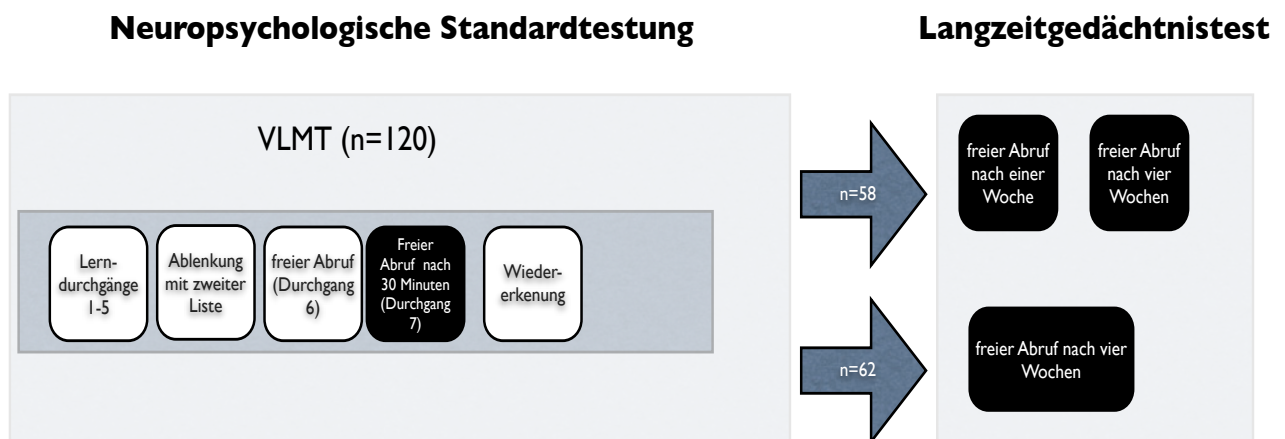 Neuropsychologische Standardtestung
Langzeitgedächtnistest
VLMT (n=120)
Lern-
durchgänge
1-5
Ablenkung
mit zweiter
Liste
freier Abruf
(Durchgang
6)
Freier
Abruf nach
30 Minuten
(Durchgang
7)
Wieder-
erkennung
n=58
n=62
freier Abruf
nach einer
Woche
freier Abruf
nach vier
Wochen
freier Abruf nach vier
Wochen